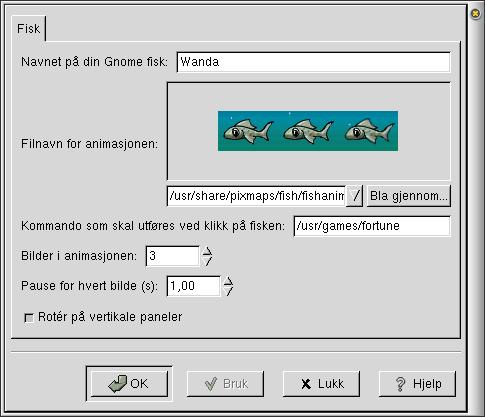 Fisk
Navnet på din Gnome fisk: Wanda
Filnavn for animasjonen:
/usr/share/pixmaps/fish/fishanim Bla gjennom...
Kommando som skal utføres ved klikk på fisken: /usr/games/fortune
Bilder i animasjonen: 3
Pause for hvert bilde (s): 1,00
Rotér på vertikale paneler
OK Bruk Lukk Hjelp